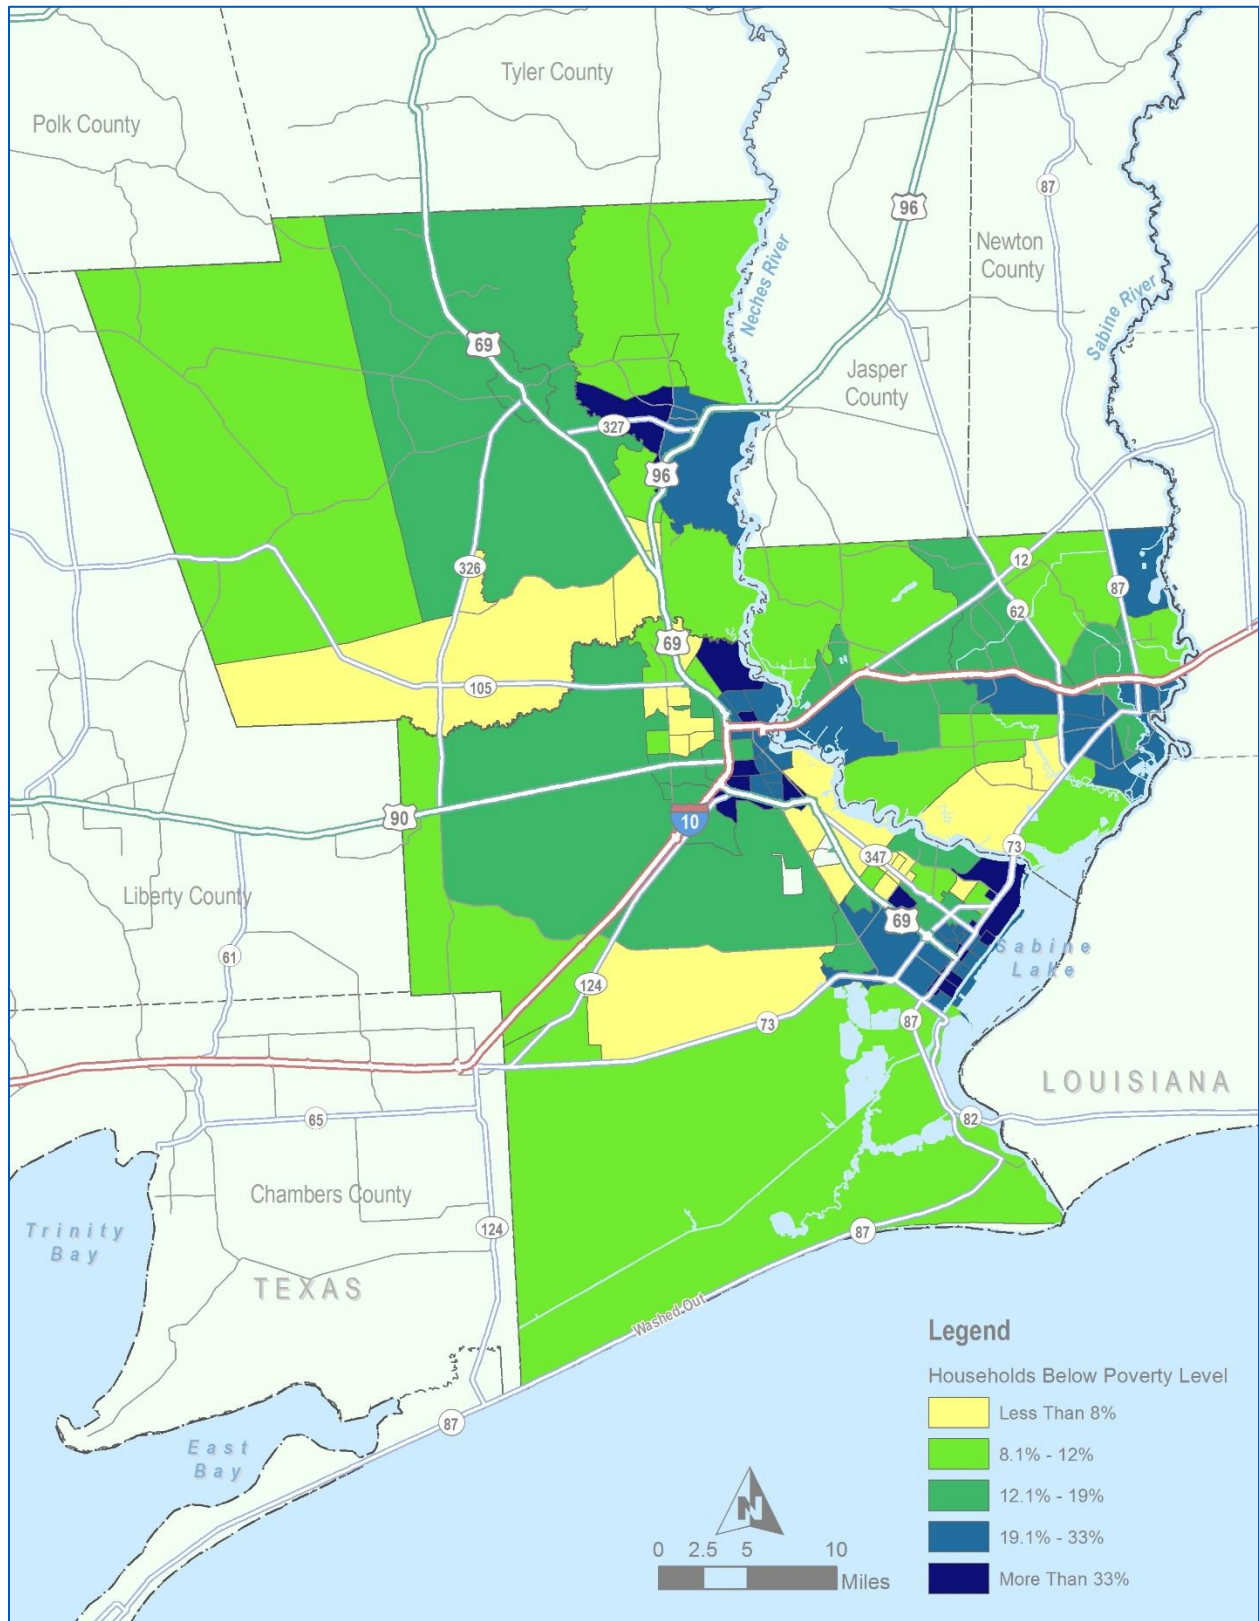 Tyler County
Polk County
87
96
Newton
County
Neches River
Sabine River
69
Jasper
County
327
96
12
326
87
62
69
105
90
10
347
73
Liberty County
69
61
Sabine
Lake
124
73
87
LOUISIANA
65
82
Chambers County
Trinity
Bay
124
87
TEXAS
Washed Out
Legend
Households Below Poverty Level
Less Than 8%
8.1% - 12%
12.1% - 19%
19.1% - 33%
More Than 33%
87
East
Bay
N
0 2.5 5 10
Miles